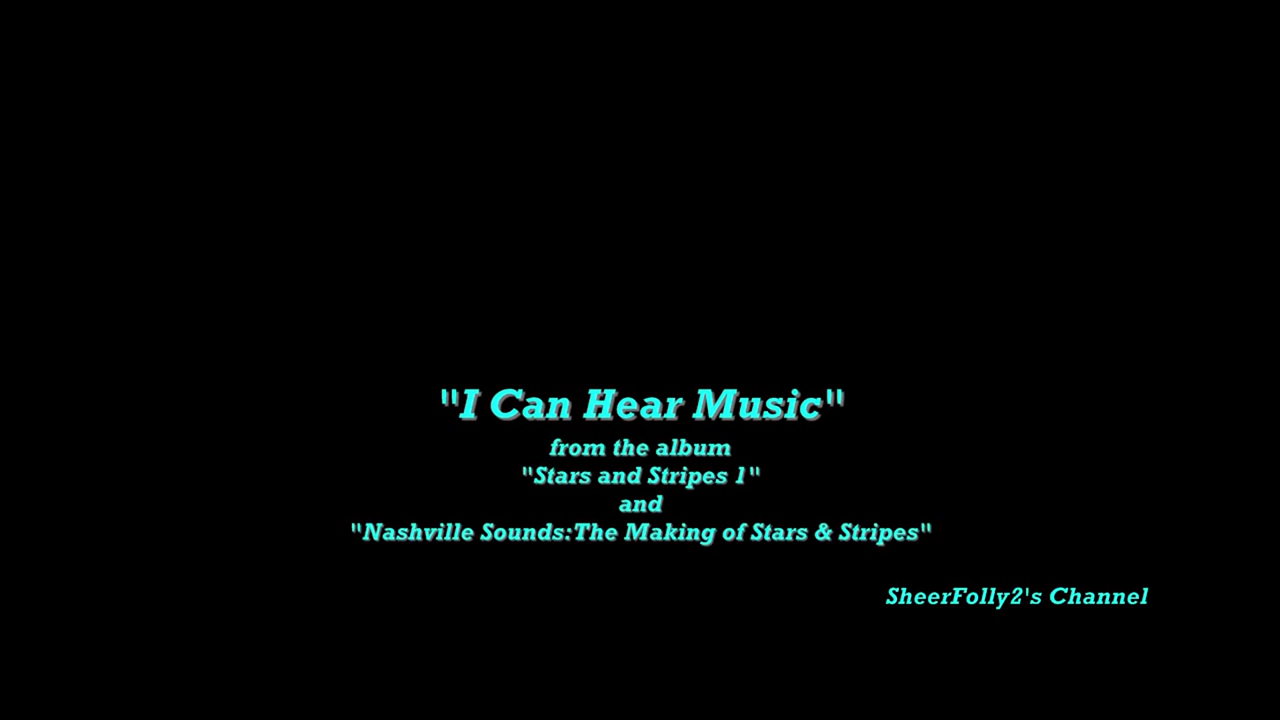 "I Can Hear Music"
from the album
"Stars and Stripes 1"
and
"Nashville Sounds:The Making of Stars & Stripes"
SheerFolly2's Channel